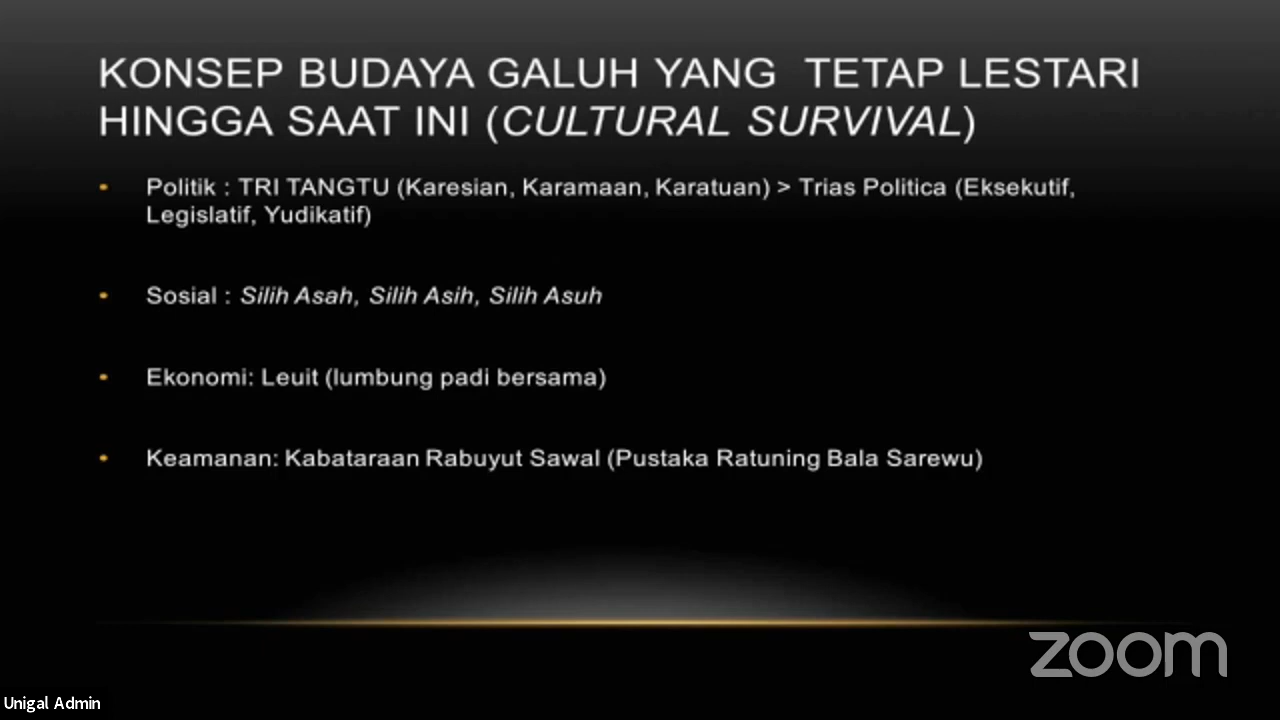 KONSEP BUDAYA GALUH YANG TETAP LESTARI
HINGGA SAAT INI (CULTURAL SURVIVAL)
• Politik : TRI TANGTU (Karesian, Karamaan, Karatuan) > Trias Politica (Eksekutif,
Legislatif, Yudikatif)
• Sosial : Silih Asah, Silih Asih, Silih Asuh
• Ekonomi: Leuit (lumbung padi bersama)
• Keamanan: Kabataraan Rabuyut Sawal (Pustaka Ratuning Bala Sarewu)
zoom
Unigal Admin